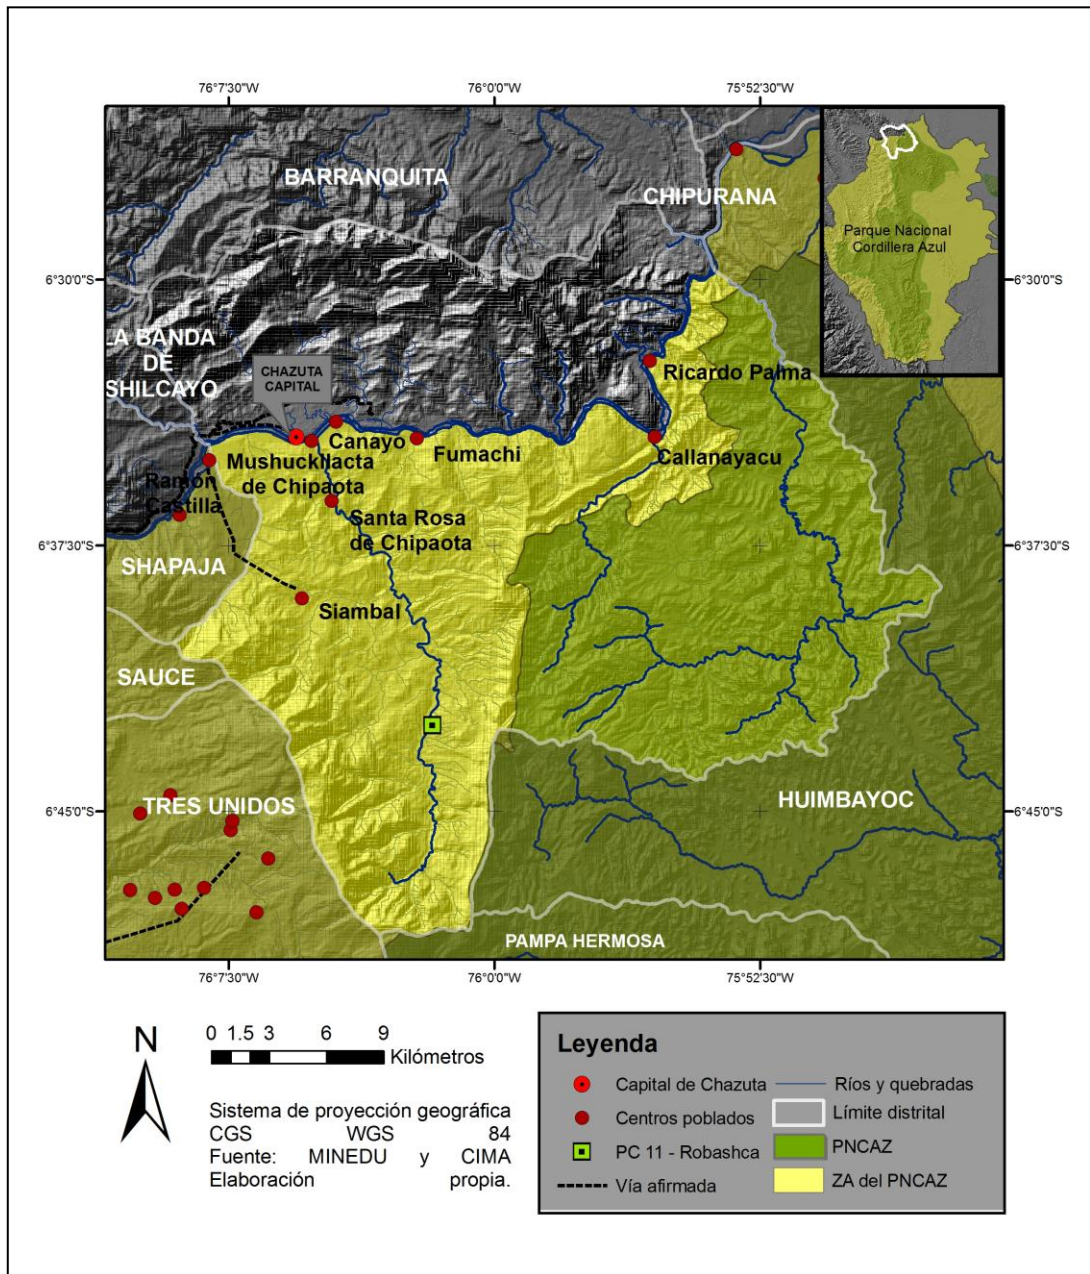 76°7'30"W
76°0'0"W
75°52'30"W
BARRANQUITA
CHIPURANA
Parque Nacional
Cordillera Azul
6°30'0"S
6°30'0"S
LA BANDA
DE
SHILCAYO
CHAZUTA
CAPITAL
Ricardo Palma
Canayo
Fumachi
Callanayacu
Mushuckllacta
de Chipaota
Ramón
Castilla
Santa Rosa
de Chipaota
6°37'30"S
6°37'30"S
SHAPAJA
Siambal
SAUCE
TRES UNIDOS
HUIMBAYOC
6°45'0"S
6°45'0"S
PAMPA HERMOSA
76°7'30"W
76°0'0"W
75°52'30"W
N
0 1.5 3 6 9
Kilómetros
Sistema de proyección geográfica
CGS WGS 84
Fuente: MINEDU y CIMA
Elaboración propia.
Leyenda
Capital de Chazuta
Centros poblados
PC 11 - Robashca
Vía afirmada
Ríos y quebradas
Límite distrital
PNCAZ
ZA del PNCAZ